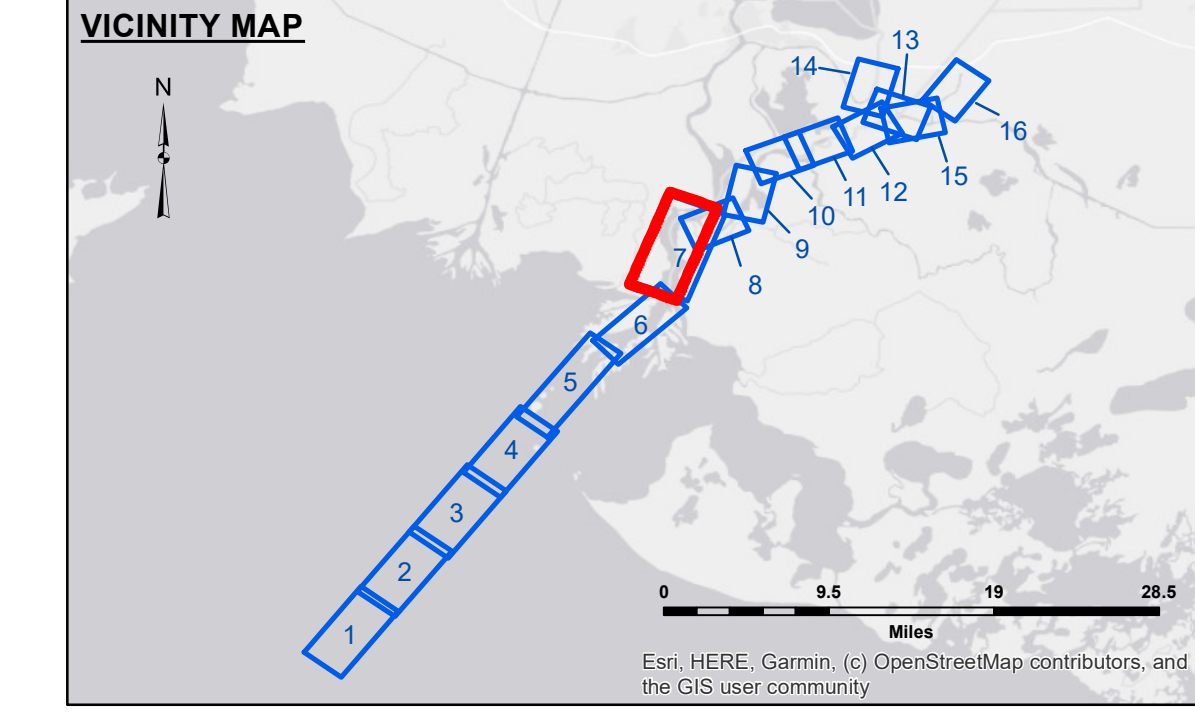 VICINITY MAP
N
13
14
16
15
12
11
10
9
8
7
6
5
4
3
2
1
0 9.5 19 28.5
Miles
Esri, HERE, Garmin, (c) OpenStreetMap contributors, and
the GIS user community